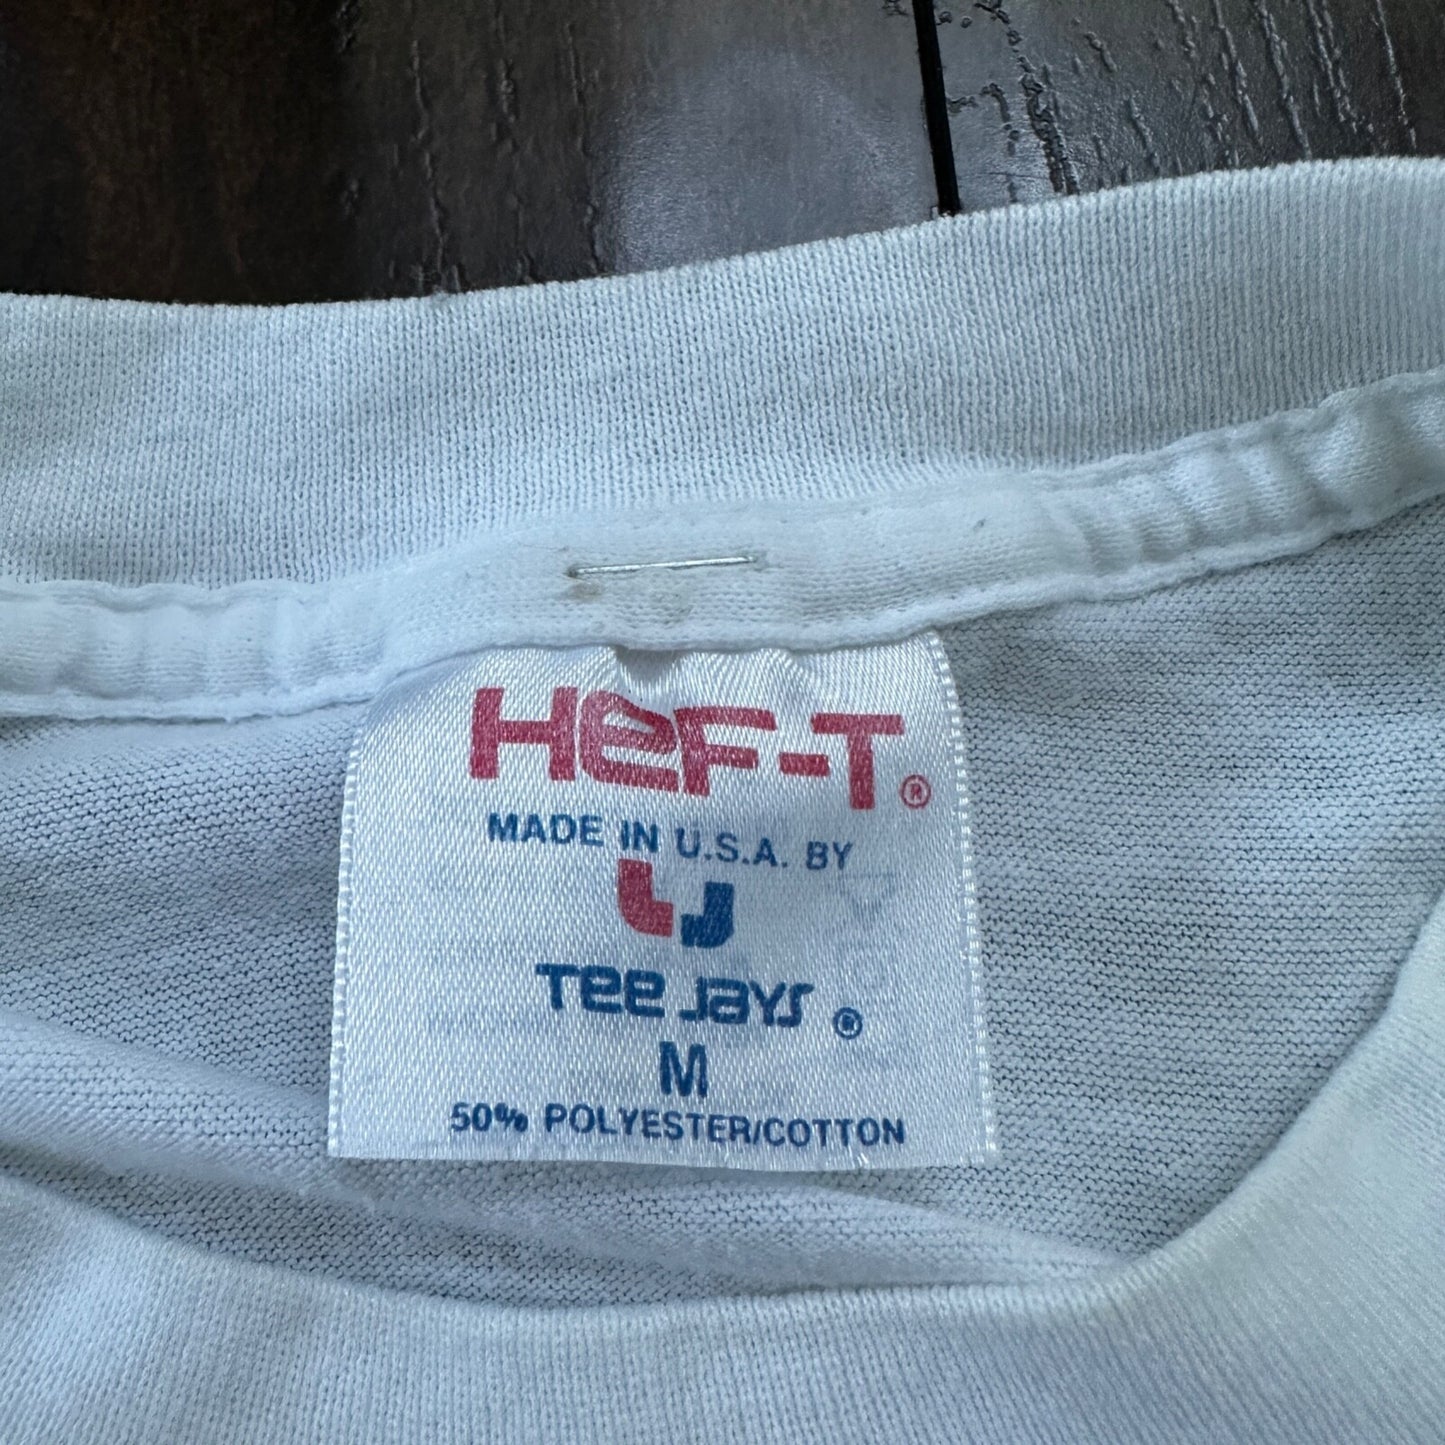 HeF-T®
MADE IN U.S.A. BY
Tee Jays®
M
50% POLYESTER/COTTON